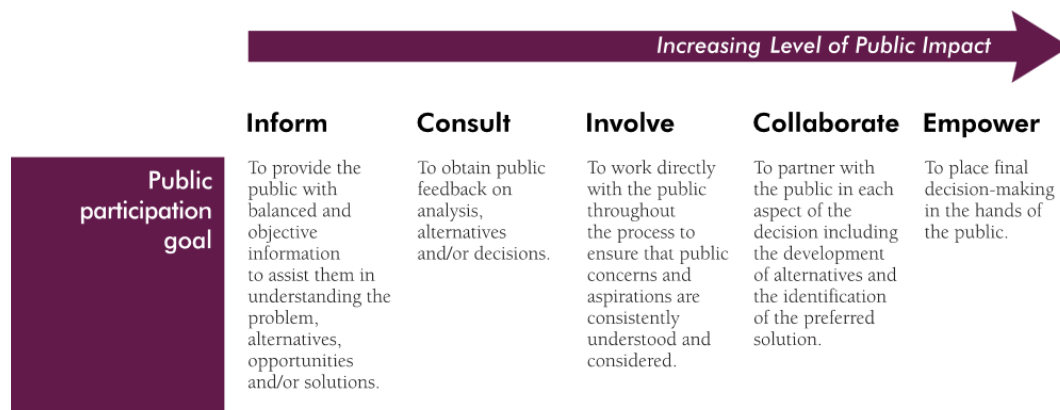 Increasing Level of Public Impact
Inform
Consult
Involve
Collaborate
Empower
Public
participation
goal
To provide the
public with
balanced and
objective
information
to assist them in
understanding the
problem,
alternatives,
opportunities
and/or solutions.
To obtain public
feedback on
analysis,
alternatives
and/or decisions.
To work directly
with the public
throughout
the process to
ensure that public
concerns and
aspirations are
consistently
understood and
considered.
To partner with
the public in each
aspect of the
decision including
the development
of alternatives and
the identification
of the preferred
solution.
To place final
decision-making
in the hands of
the public.